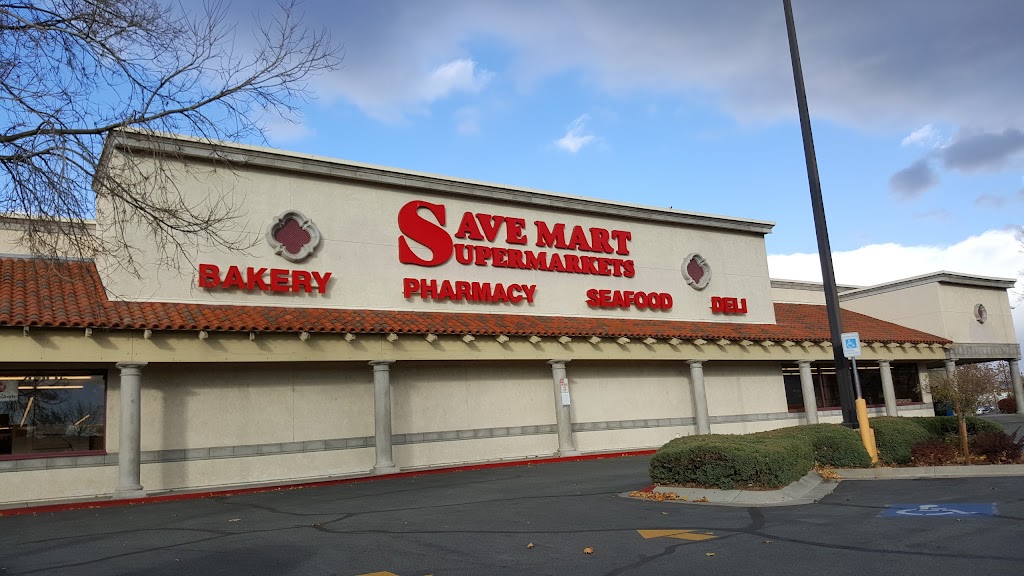 SAVE MART
SUPERMARKETS
BAKERY
PHARMACY
SEAFOOD
DELI